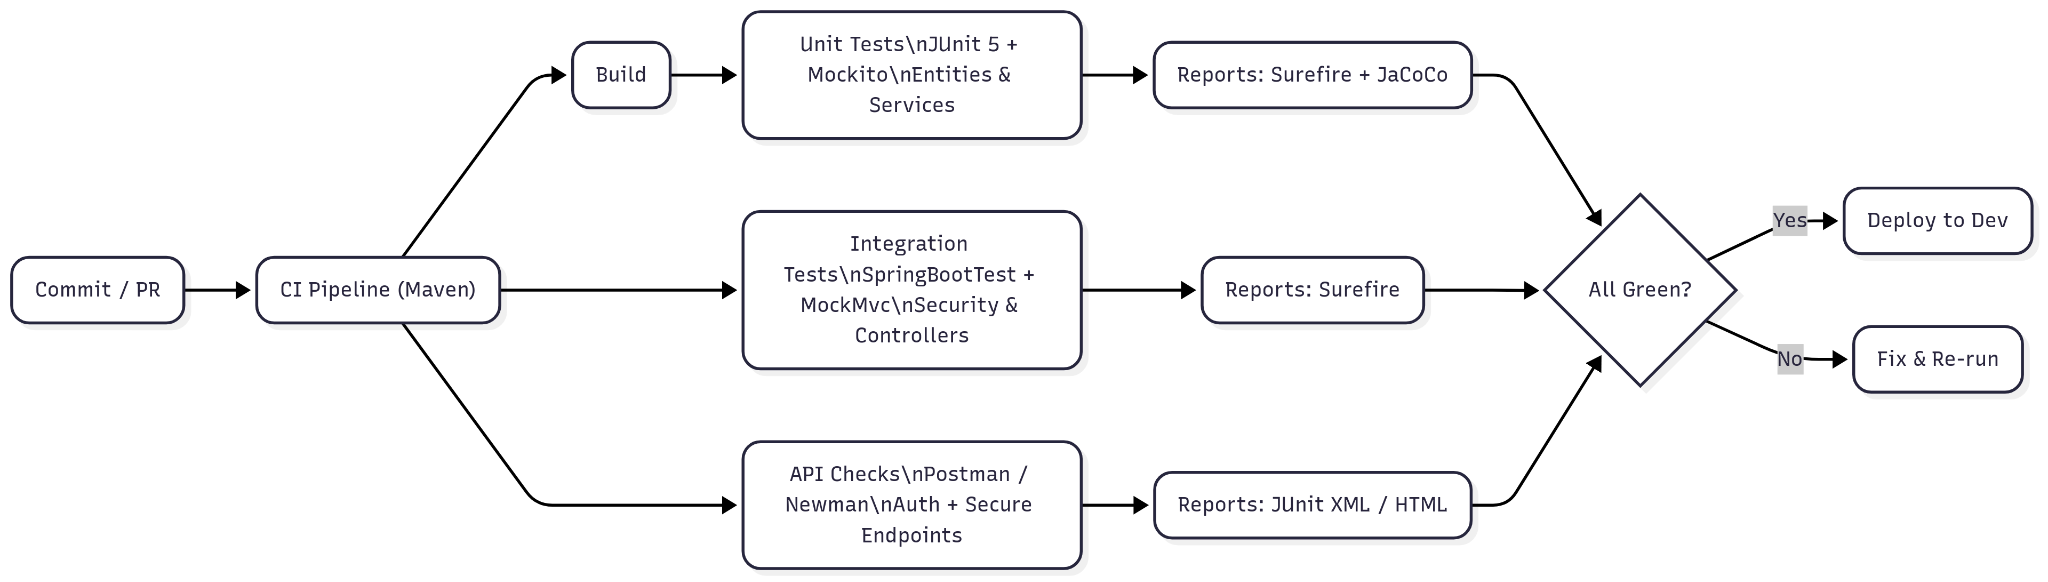 Commit / PR
CI Pipeline (Maven)
Build
Unit Tests\nJUnit 5 +
Mockito\nEntities &
Services
Reports: Surefire + JaCoCo
Integration
Tests\nSpringBootTest +
MockMvc\nSecurity &
Controllers
Reports: Surefire
API Checks\nPostman /
Newman\nAuth + Secure
Endpoints
Reports: JUnit XML / HTML
All Green?
Yes
Deploy to Dev
No
Fix & Re-run